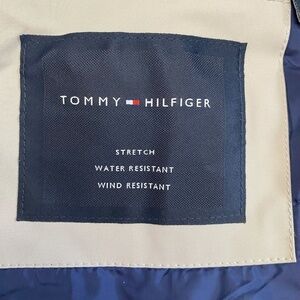 TOMMY HILFIGER
STRETCH
WATER RESISTANT
WIND RESISTANT